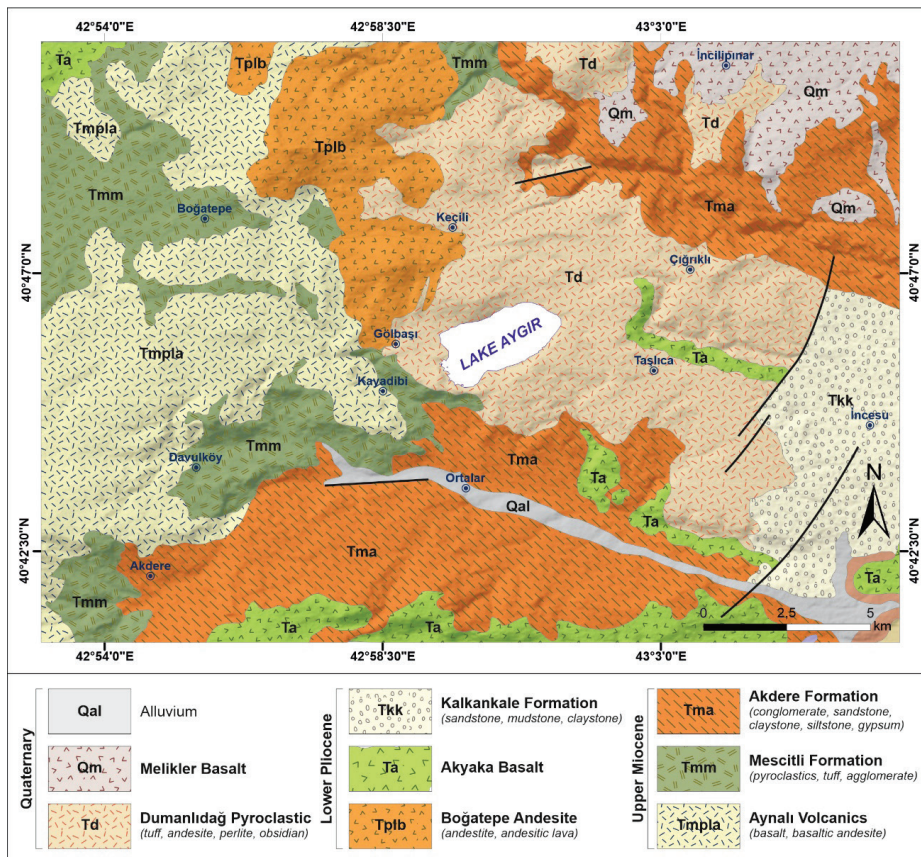 42°54'0"E 42°58'30"E 43°3'0"E
Ta
Tplb
Tmm
Td
İncilipınar
Qm
Qm
Tmpla
Td
Tplb
Tmm
Boğatepe
Keçili
Tma
Qm
40°47'0"N
40°47'0"N
Td
Çığrıklı
Gölbaşı
LAKE AYGIR
Tmpla
Taşlıca
Ta
Kayadibi
Tkk
İncesu
Tmm
Davulköy
Tma
Ortalar
Ta
N
Qal
Ta
40°42'30"N
40°42'30"N
Tma
Akdere
Ta
Tmm
Ta
Ta
0 2,5 5
km
42°54'0"E 42°58'30"E 43°3'0"E
Quaternary
Qal Alluvium
Qm Melikler Basalt
Td Dumanlıdağ Pyroclastic
(tuff, andesite, perlite, obsidian)
Lower Pliocene
Tkk Kalkankale Formation
(sandstone, mudstone, claystone)
Ta Akyaka Basalt
Tplb Boğatepe Andesite
(andestite, andesitic lava)
Upper Miocene
Tma Akdere Formation
(conglomerate, sandstone,
claystone, siltstone, gypsum)
Tmm Mescitli Formation
(pyroclastics, tuff, agglomerate)
Tmpla Aynalı Volcanics
(basalt, basaltic andesite)